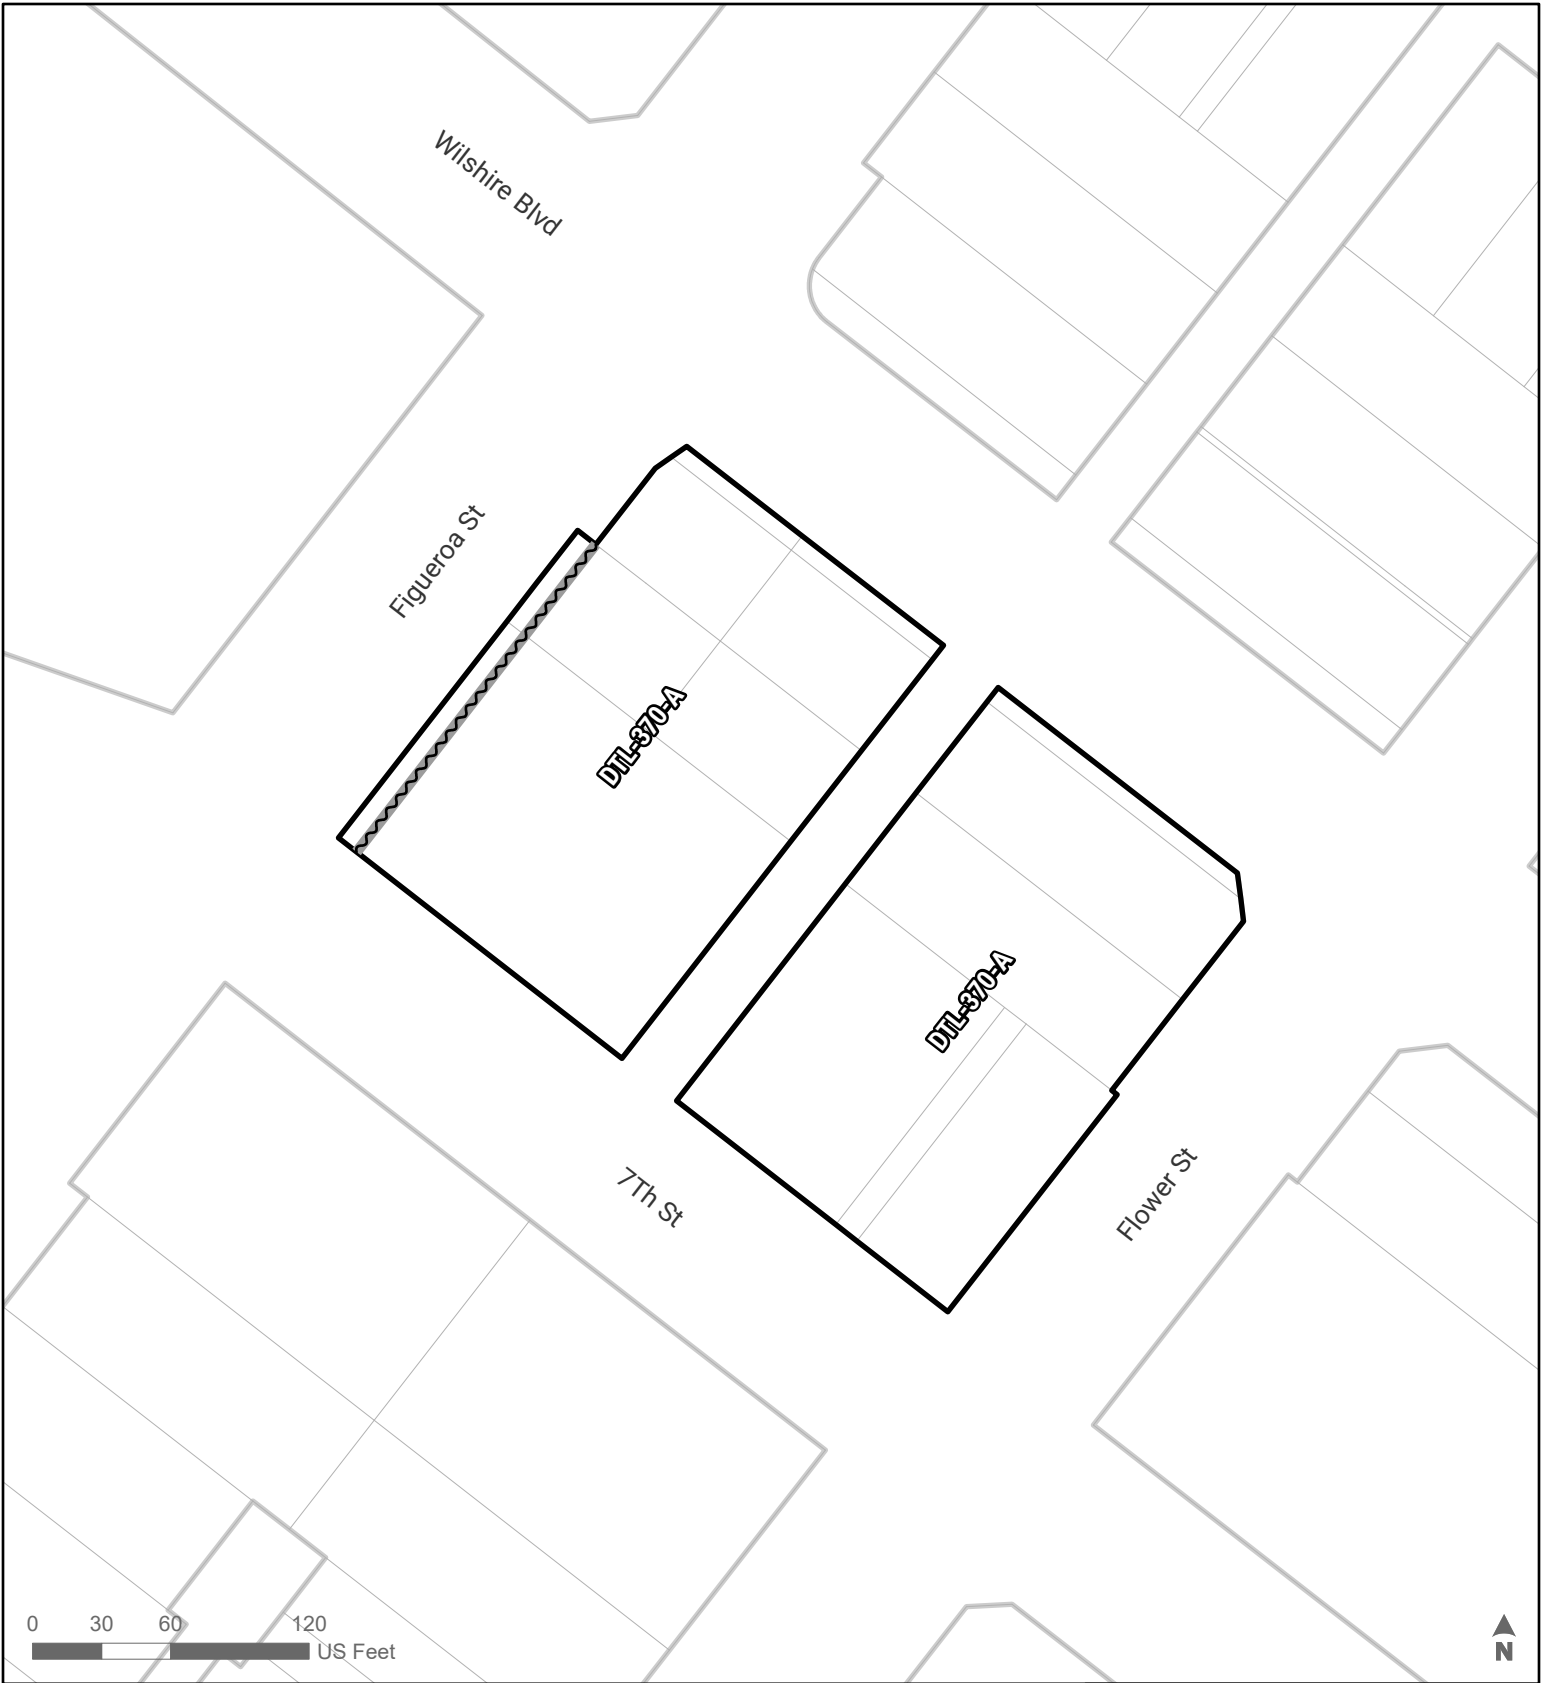 Wilshire Blvd
Figueroa St
DTL-370-A
DTL-370-A
7Th St
Flower St
0 30 60 120
US Feet
N